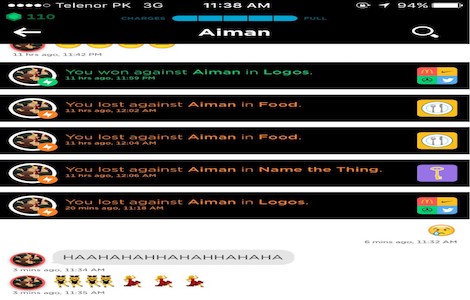 Telenor PK 3G 11:38 AM 94%
110 CHARGES FULL
Aiman
11 hrs ago, 11:42 PM
You won against Aiman in Logos.
11 hrs ago, 11:59 PM
You lost against Aiman in Food.
11 hrs ago, 12:02 AM
You lost against Aiman in Food.
11 hrs ago, 12:04 AM
You lost against Aiman in Name the Thing.
11 hrs ago, 12:06 AM
You lost against Aiman in Logos.
20 mins ago, 11:18 AM
6 mins ago, 11:32 AM
HAAHAHAHHAHAHHAHAHA
3 mins ago, 11:34 AM
3 mins ago, 11:35 AM